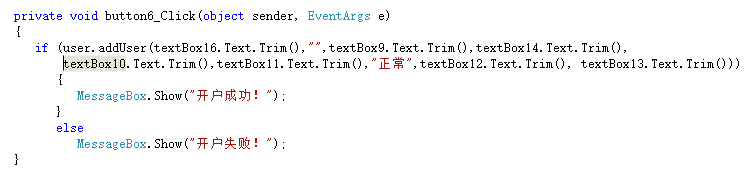 private void button6_Click(object sender, EventArgs e)
{
if (user.addUser(textBox16.Text.Trim(),"",textBox9.Text.Trim(),textBox14.Text.Trim(),
textBox10.Text.Trim(),textBox11.Text.Trim(),"正常",textBox12.Text.Trim(), textBox13.Text.Trim()))
{
MessageBox.Show("开户成功！");
}
else
MessageBox.Show("开户失败！");
}